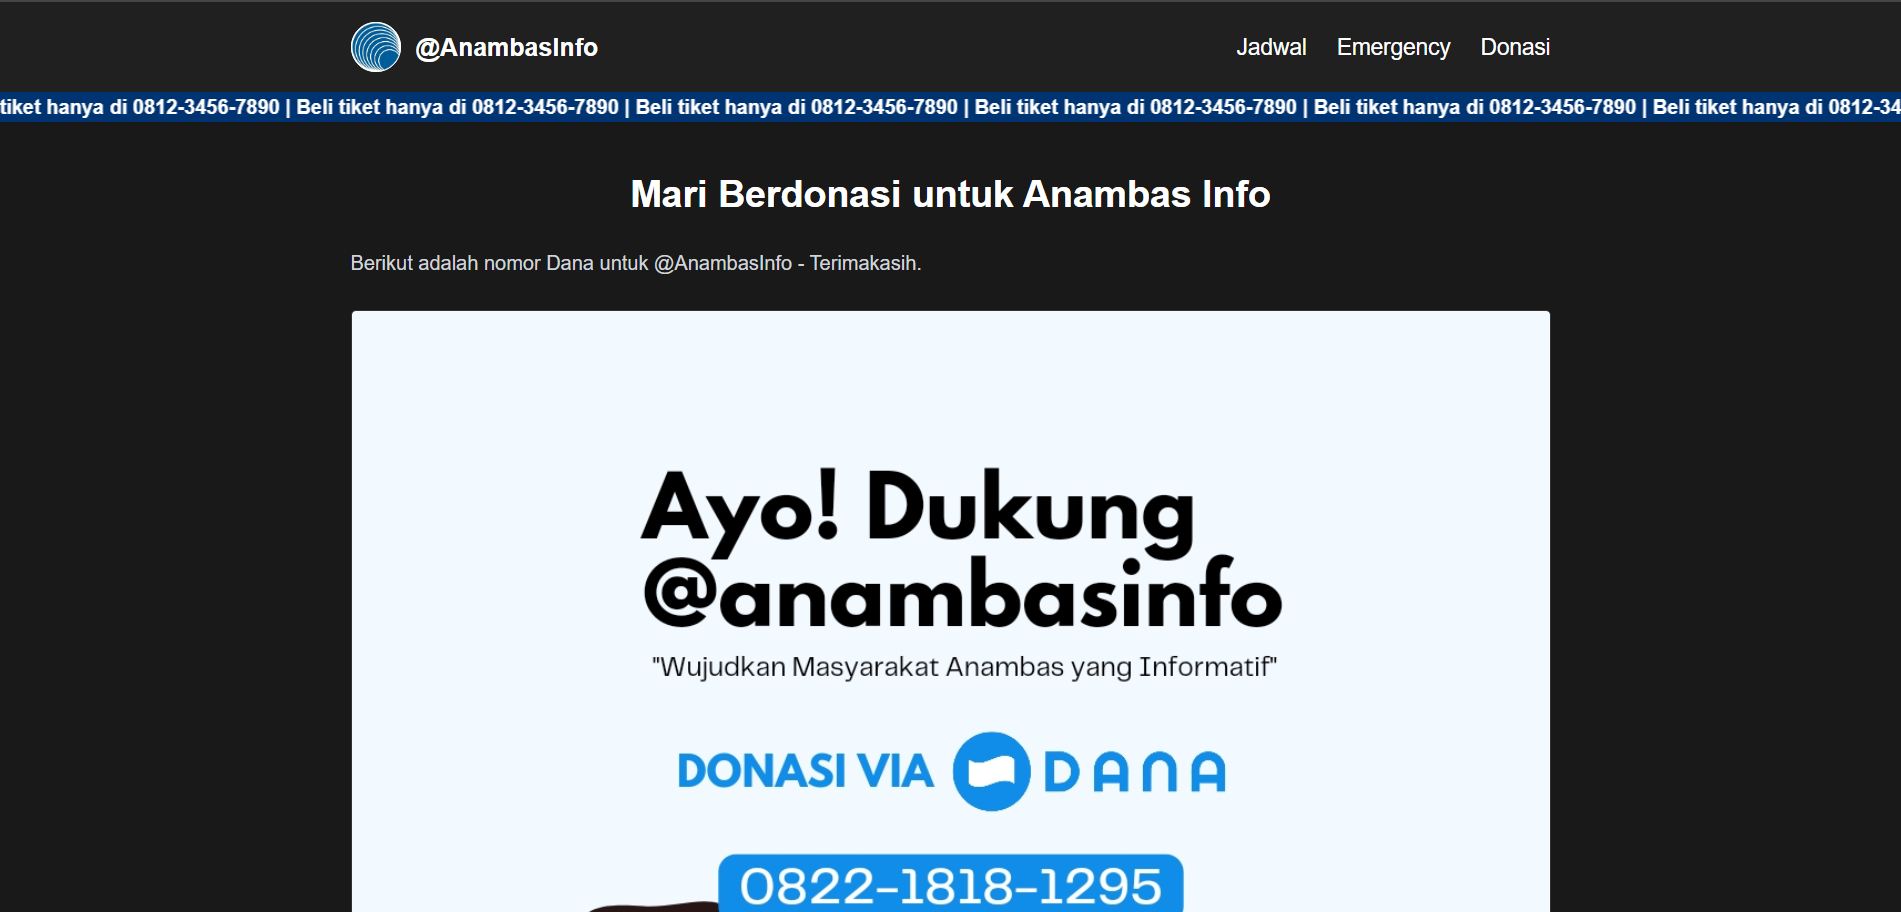 @AnambasInfo
Jadwal Emergency Donasi
tiket hanya di 0812-3456-7890 | Beli tiket hanya di 0812-3456-7890 | Beli tiket hanya di 0812-3456-7890 | Beli tiket hanya di 0812-3456-7890 | Beli tiket hanya di 0812-3456-7890 | Beli tiket hanya di 0812-34
Mari Berdonasi untuk Anambas Info
Berikut adalah nomor Dana untuk @AnambasInfo - Terimakasih.
Ayo! Dukung
@anambasinfo
"Wujudkan Masyarakat Anambas yang Informatif"
DONASI VIA DANA
0822-1818-1295